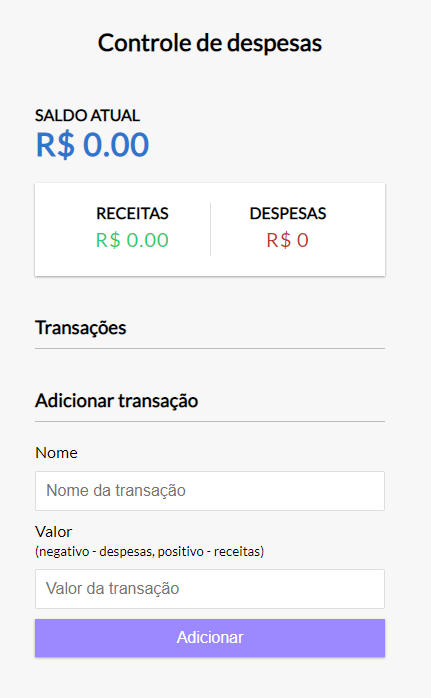 Controle de despesas
SALDO ATUAL
R$ 0.00
RECEITAS
R$ 0.00
DESPESAS
R$ 0
Transações
Adicionar transação
Nome
Nome da transação
Valor
(negativo - despesas, positivo - receitas)
Valor da transação
Adicionar